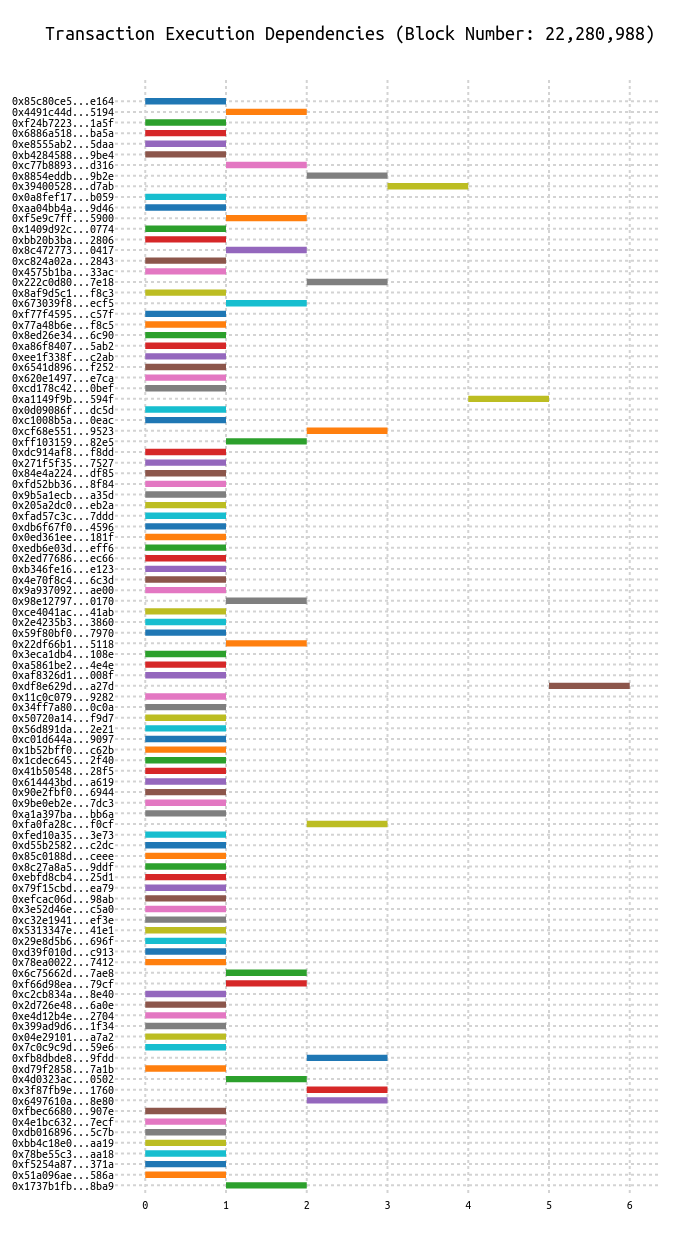 Transaction Execution Dependencies (Block Number: 22,280,988)
0x85c80ce5...e164
0x4491c44d...5194
0xf24b7223...1a5f
0x6886a518...ba5a
0xe8555ab2...5daa
0xb4284588...9be4
0xc77b8893...d316
0x8854eddb...9b2e
0x39400528...d7ab
0x0a8fef17...b059
0xaa04bb4a...9d46
0xf5e9c7ff...5900
0x1409d92c...0774
0xbb20b3ba...2806
0x8c472773...0417
0xc824a02a...2843
0x4575b1ba...33ac
0x222c0d80...7e18
0x8af9d5c1...f8c3
0x673039f8...ecf5
0xf77f4595...c57f
0x77a48b6e...f8c5
0x8ed26e34...6c90
0xa86f8407...5ab2
0xee1f338f...c2ab
0x6541d896...f252
0x620e1497...e7ca
0xcd178c42...0bef
0xa1149f9b...594f
0x0d09086f...dc5d
0xc1008b5a...0eac
0xcf68e551...9523
0xff103159...82e5
0xdc914af8...f8dd
0x271f5f35...7527
0x84e4a224...df85
0xfd52bb36...8f84
0x9b5a1ecb...a35d
0x205a2dc0...eb2a
0xfad57c3c...7ddd
0xdb6f67f0...4596
0x0ed361ee...181f
0xedb6e03d...eff6
0x2ed77686...ec66
0xb346fe16...e123
0x4e70f8c4...6c3d
0x9a937092...ae00
0x98e12797...0170
0xce4041ac...41ab
0x2e4235b3...3860
0x59f80bf0...7970
0x22df66b1...5118
0x3eca1db4...108e
0xa5861be2...4e4e
0xaf8326d1...008f
0xdf8e629d...a27d
0x11c0c079...9282
0x34ff7a80...0c0a
0x50720a14...f9d7
0x56d891da...2e21
0xc01d644a...9097
0x1b52bff0...c62b
0x1cdec645...2f40
0x41b50548...28f5
0x614443bd...a619
0x90e2fbf0...6944
0x9be0eb2e...7dc3
0xa1a397ba...bb6a
0xfa0fa28c...f0cf
0xfed10a35...3e73
0xd55b2582...c2dc
0x85c0188d...ceee
0x8c27a8a5...9ddf
0xebfd8cb4...25d1
0x79f15cbd...ea79
0xefcac06d...98ab
0x3e52d46e...c5a0
0xc32e1941...ef3e
0x5313347e...41e1
0x29e8d5b6...696f
0xd39f010d...c913
0x78ea0022...7412
0x6c75662d...7ae8
0xf66d98ea...79cf
0xc2cb834a...8e40
0x2d726e48...6a0e
0xe4d12b4e...2704
0x399ad9d6...1f34
0x04e29101...a7a2
0x7c0c9c9d...59e6
0xfb8dbde8...9fdd
0xd79f2858...7a1b
0x4d0323ac...0502
0x3f87fb9e...1760
0x6497610a...8e80
0xfbec6680...907e
0x4e1bc632...7ecf
0xdb016896...5c7b
0xbb4c18e0...aa19
0x78be55c3...aa18
0xf5254a87...371a
0x51a096ae...586a
0x1737b1fb...8ba9
0 1 2 3 4 5 6